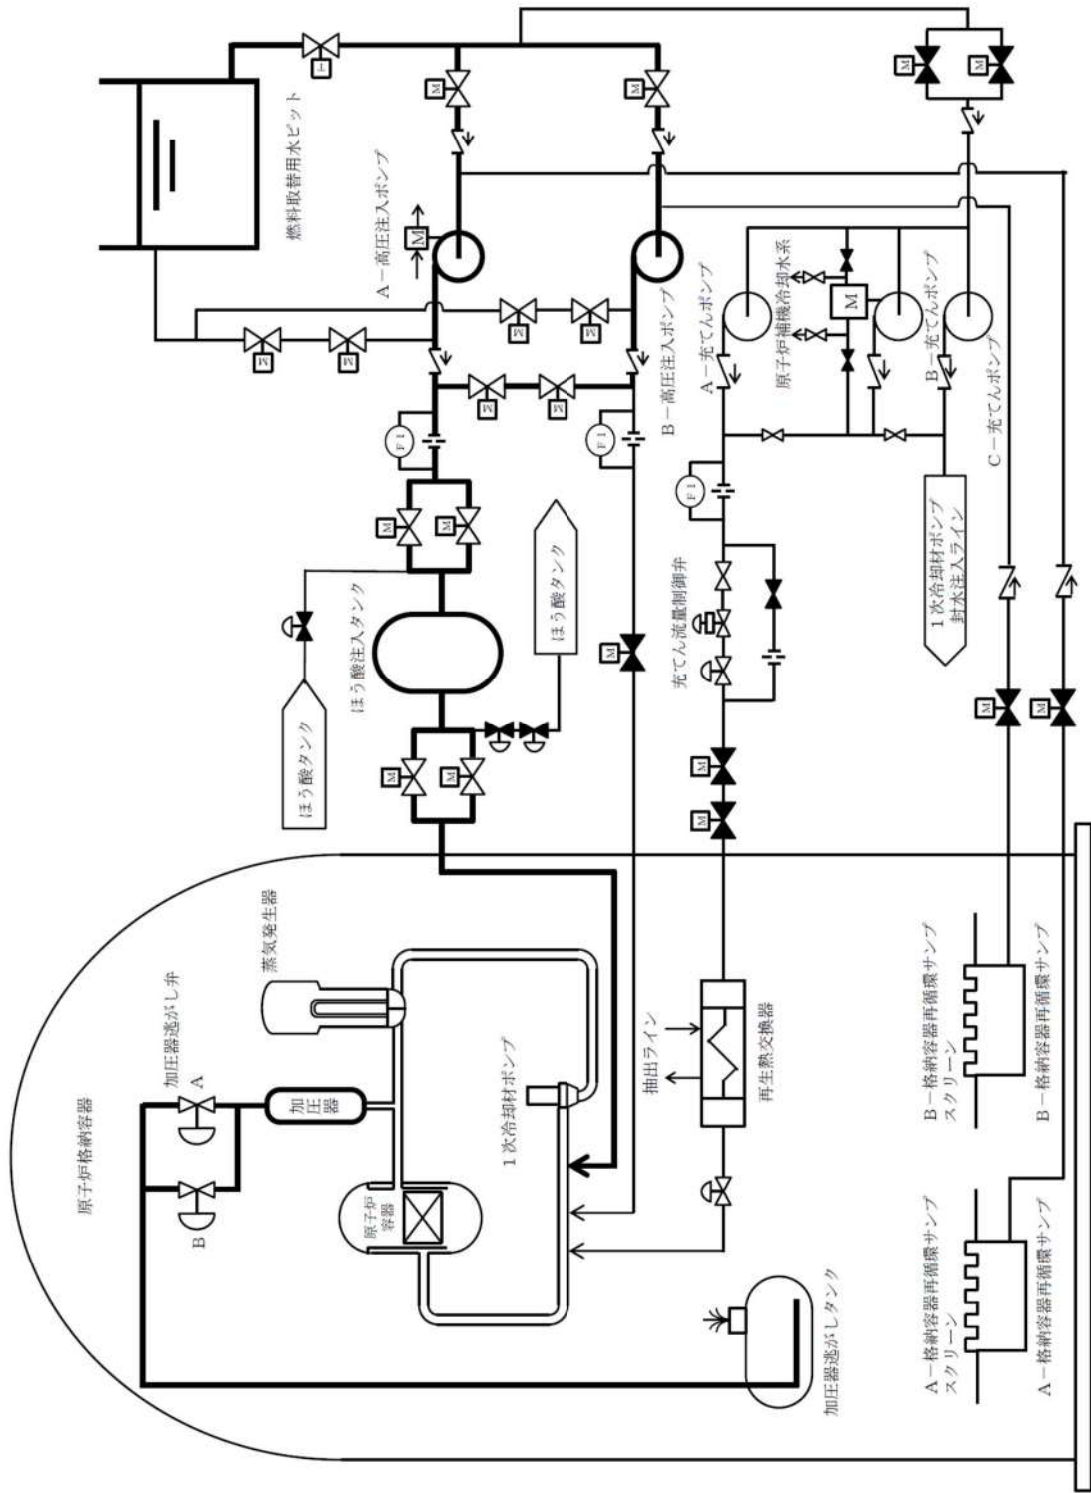 燃料取替用水ピット
T
M
M
A－高圧注入ポンプ
M
M
M
M
M
B－高圧注入ポンプ
M
M
F I
F I
M
M
ほう酸タンク
ほう酸注入タンク
ほう酸タンク
M
M
M
M
M
A－充てんポンプ
原子炉補機冷却水系
M
B－充てんポンプ
C－充てんポンプ
F I
充てん流量制御弁
1次冷却材ポンプ
封水注入ライン
M
M
M
M
原子炉格納容器
加圧器逃がし弁
A
B
加圧器
蒸気発生器
原子炉
容器
1次冷却材ポンプ
抽出ライン
再生熱交換器
加圧器逃がしタンク
B－格納容器再循環サンプ
スクリーン
B－格納容器再循環サンプ
A－格納容器再循環サンプ
スクリーン
A－格納容器再循環サンプ